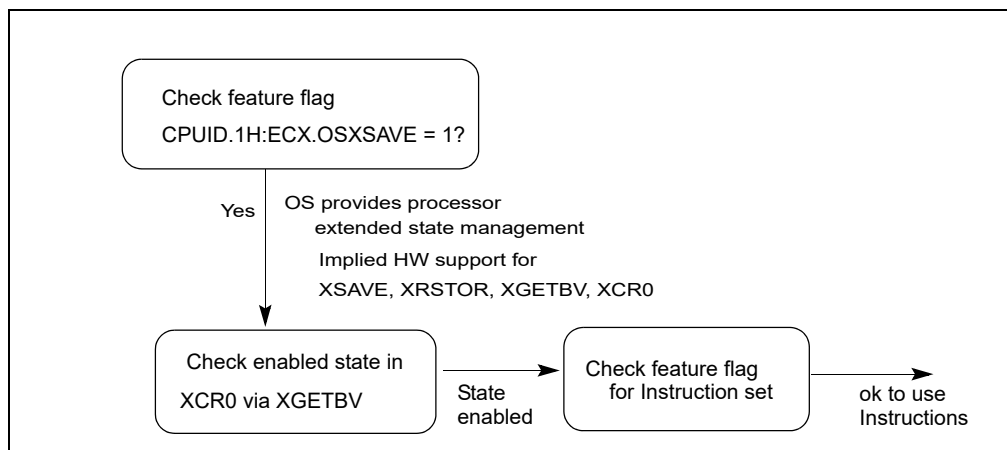 Check feature flag
CPUID.1H:ECX.OSXSAVE = 1?
Yes
OS provides processor
extended state management
Implied HW support for
XSAVE, XRSTOR, XGETBV, XCR0
Check enabled state in
XCR0 via XGETBV
State
enabled
Check feature flag
for Instruction set
ok to use
Instructions